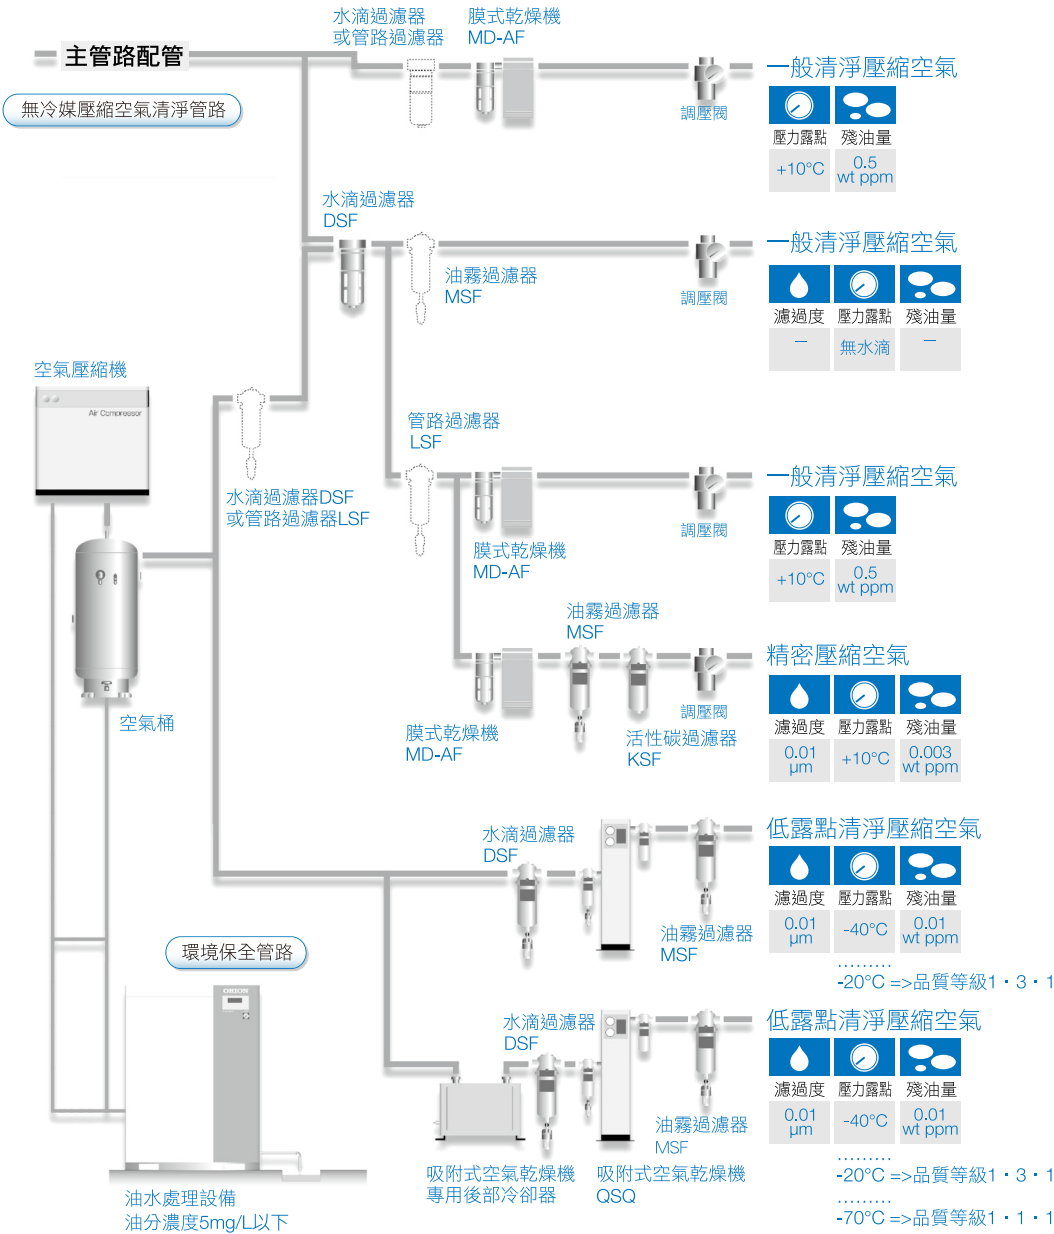 水滴過濾器
或管路過濾器
膜式乾燥機
MD-AF
主管路配管
無冷媒壓縮空氣清淨管路
調壓閥
一般清淨壓縮空氣
壓力露點
殘油量
+10°C
0.5
wt ppm
水滴過濾器
DSF
油霧過濾器
MSF
調壓閥
一般清淨壓縮空氣
濾過度
壓力露點
殘油量
–
無水滴
–
空氣壓縮機
Air Compressor
水滴過濾器DSF
或管路過濾器LSF
管路過濾器
LSF
膜式乾燥機
MD-AF
調壓閥
一般清淨壓縮空氣
壓力露點
殘油量
+10°C
0.5
wt ppm
空氣桶
膜式乾燥機
MD-AF
油霧過濾器
MSF
活性碳過濾器
KSF
調壓閥
精密壓縮空氣
濾過度
壓力露點
殘油量
0.01
μm
+10°C
0.003
wt ppm
水滴過濾器
DSF
油霧過濾器
MSF
低露點清淨壓縮空氣
濾過度
壓力露點
殘油量
0.01
μm
-40°C
0.01
wt ppm
.........
-20°C =>品質等級1・3・1
環境保全管路
ORION
油水處理設備
油分濃度5mg/L以下
水滴過濾器
DSF
吸附式空氣乾燥機
專用後部冷卻器
吸附式空氣乾燥機
QSQ
油霧過濾器
MSF
低露點清淨壓縮空氣
濾過度
壓力露點
殘油量
0.01
μm
-40°C
0.01
wt ppm
.........
-20°C =>品質等級1・3・1
.........
-70°C =>品質等級1・1・1